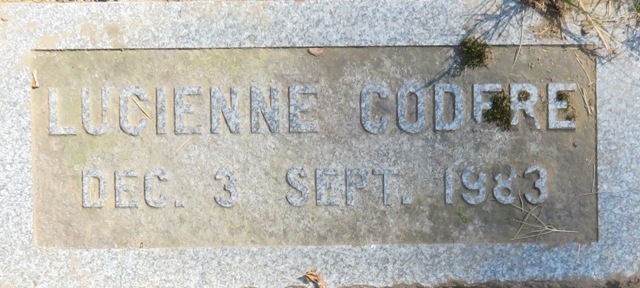 LUCIENNE CODERE
DEC. 3 SEPT. 1983